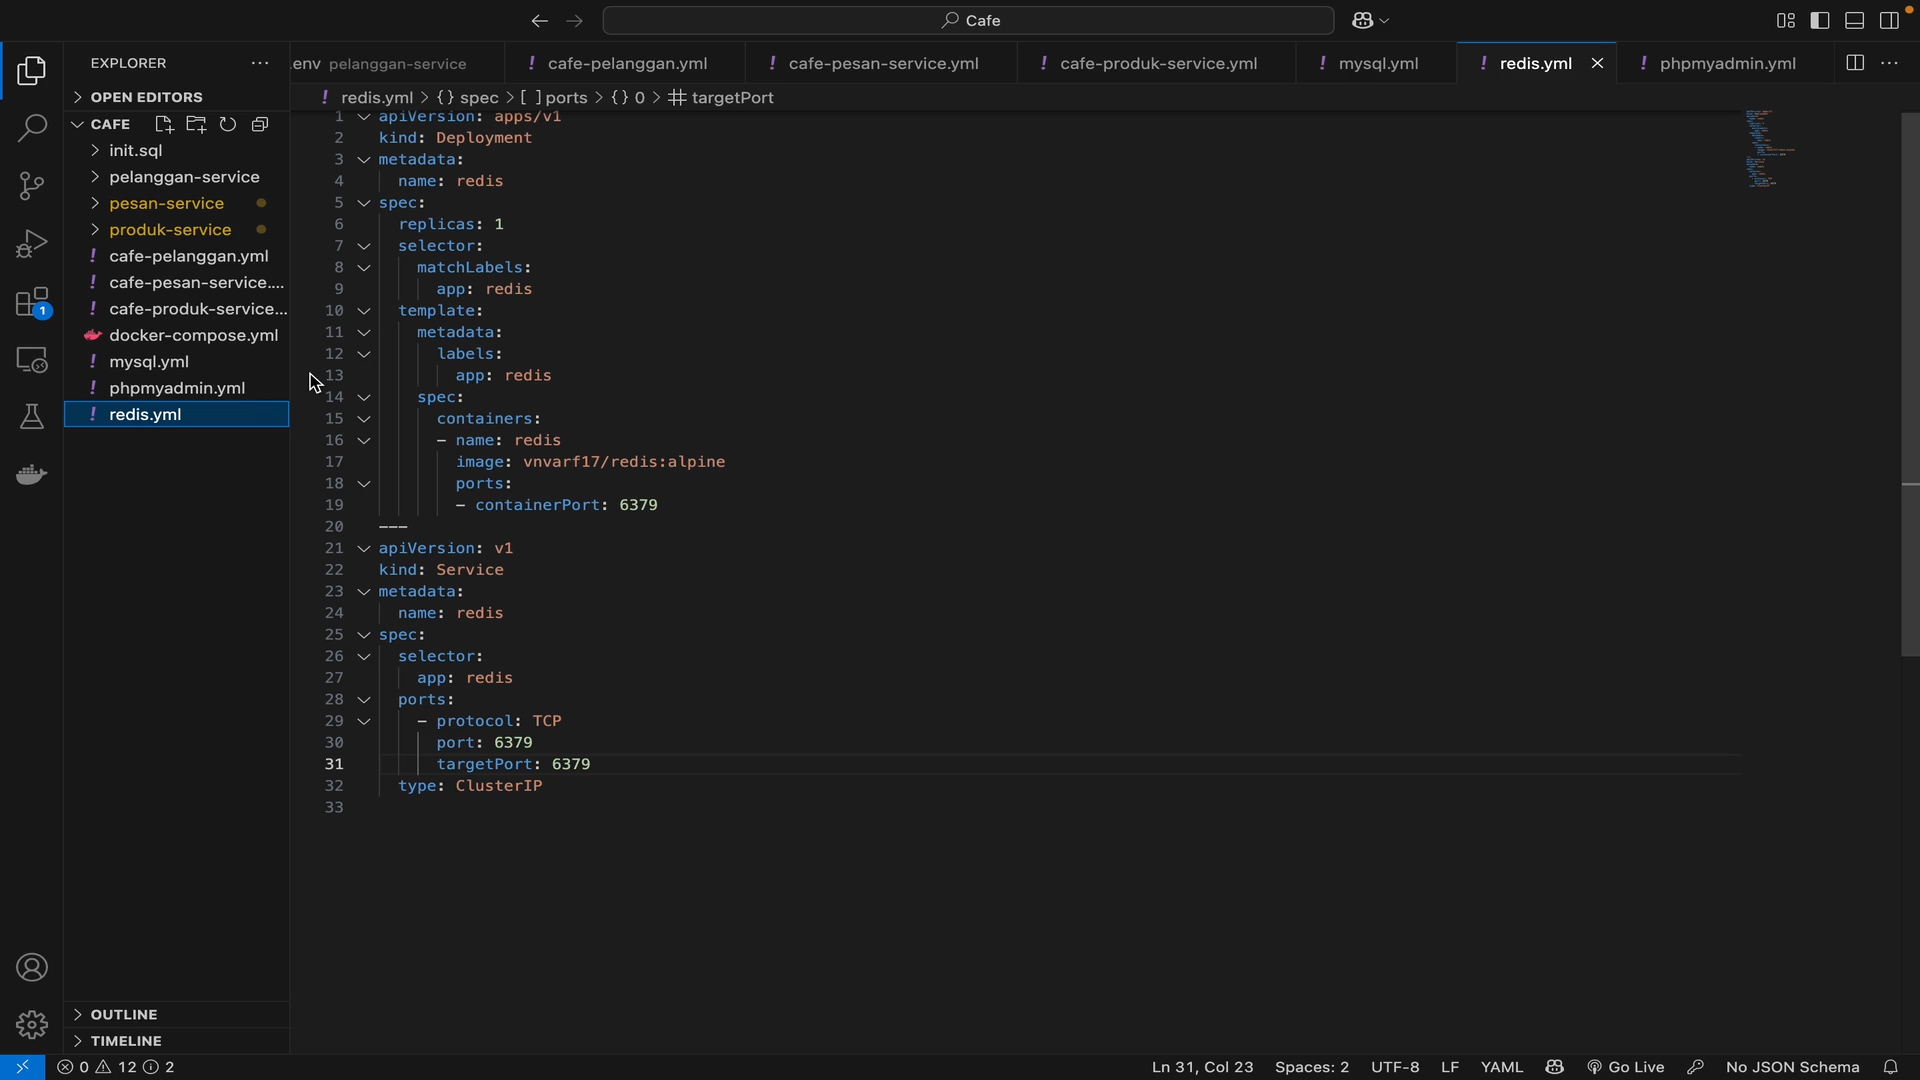 Cafe
EXPLORER
.env pelanggan-service
! cafe-pelanggan.yml
! cafe-pesan-service.yml
! cafe-produk-service.yml
! mysql.yml
! redis.yml
! phpmyadmin.yml
OPEN EDITORS
! redis.yml > {} spec > [ ] ports > {} 0 > # targetPort
CAFE
init.sql
pelanggan-service
pesan-service
produk-service
! cafe-pelanggan.yml
! cafe-pesan-service....
! cafe-produk-service...
docker-compose.yml
! mysql.yml
! phpmyadmin.yml
! redis.yml
1
OUTLINE
TIMELINE
1 apiVersion: apps/v1
2 kind: Deployment
3 metadata:
4 name: redis
5 spec:
6 replicas: 1
7 selector:
8 matchLabels:
9 app: redis
10 template:
11 metadata:
12 labels:
13 app: redis
14 spec:
15 containers:
16 - name: redis
17 image: vnvarf17/redis:alpine
18 ports:
19 - containerPort: 6379
20 ---
21 apiVersion: v1
22 kind: Service
23 metadata:
24 name: redis
25 spec:
26 selector:
27 app: redis
28 ports:
29 - protocol: TCP
30 port: 6379
31 targetPort: 6379
32 type: ClusterIP
33
0 12 2
Ln 31, Col 23
Spaces: 2
UTF-8
LF
YAML
Go Live
No JSON Schema